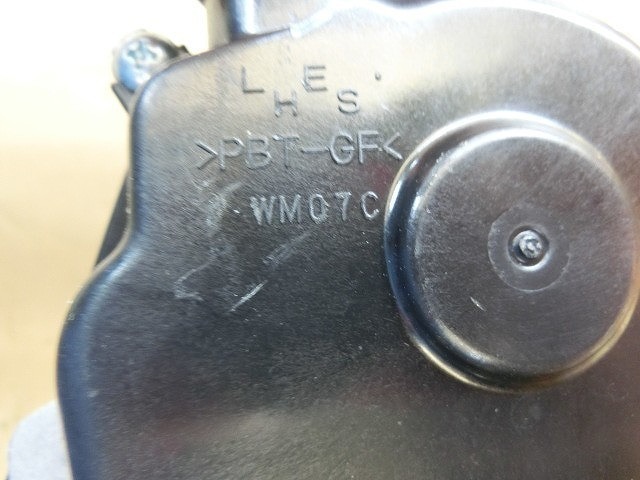 L H E S .
>PBT-GF<
WM07C